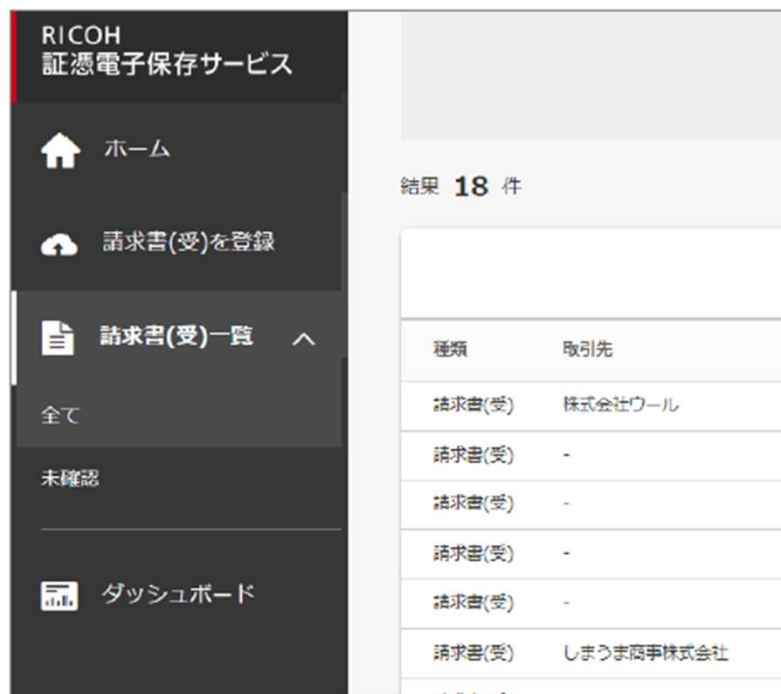 RICOH
証憑電子保存サービス
ホーム
請求書(受)を登録
請求書(受)一覧
全て
未確認
ダッシュボード
結果 18 件
種類 取引先
請求書(受) 株式会社ウール
請求書(受) -
請求書(受) -
請求書(受) -
請求書(受) -
請求書(受) しまうま商事株式会社